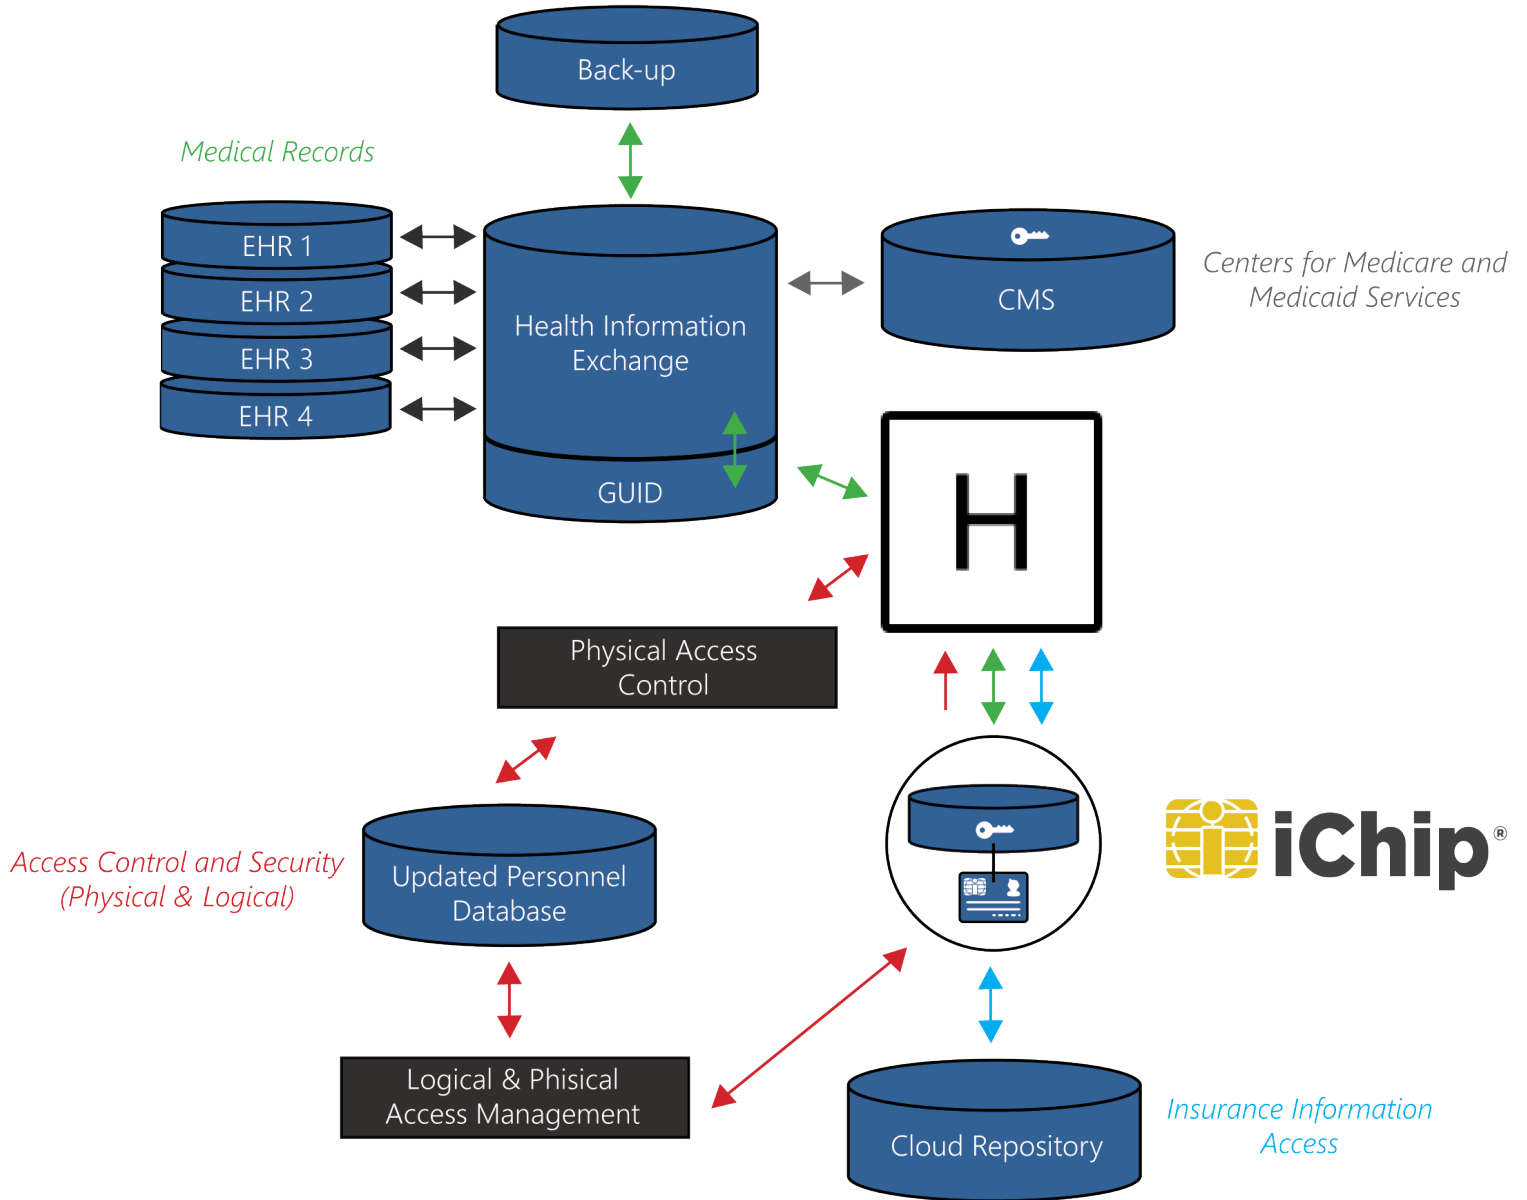 Back-up
Medical Records
EHR 1
EHR 2
EHR 3
EHR 4
Health Information
Exchange
GUID
CMS
Centers for Medicare and
Medicaid Services
H
Physical Access
Control
Access Control and Security
(Physical & Logical)
Updated Personnel
Database
iChip®
Logical & Phisical
Access Management
Cloud Repository
Insurance Information
Access